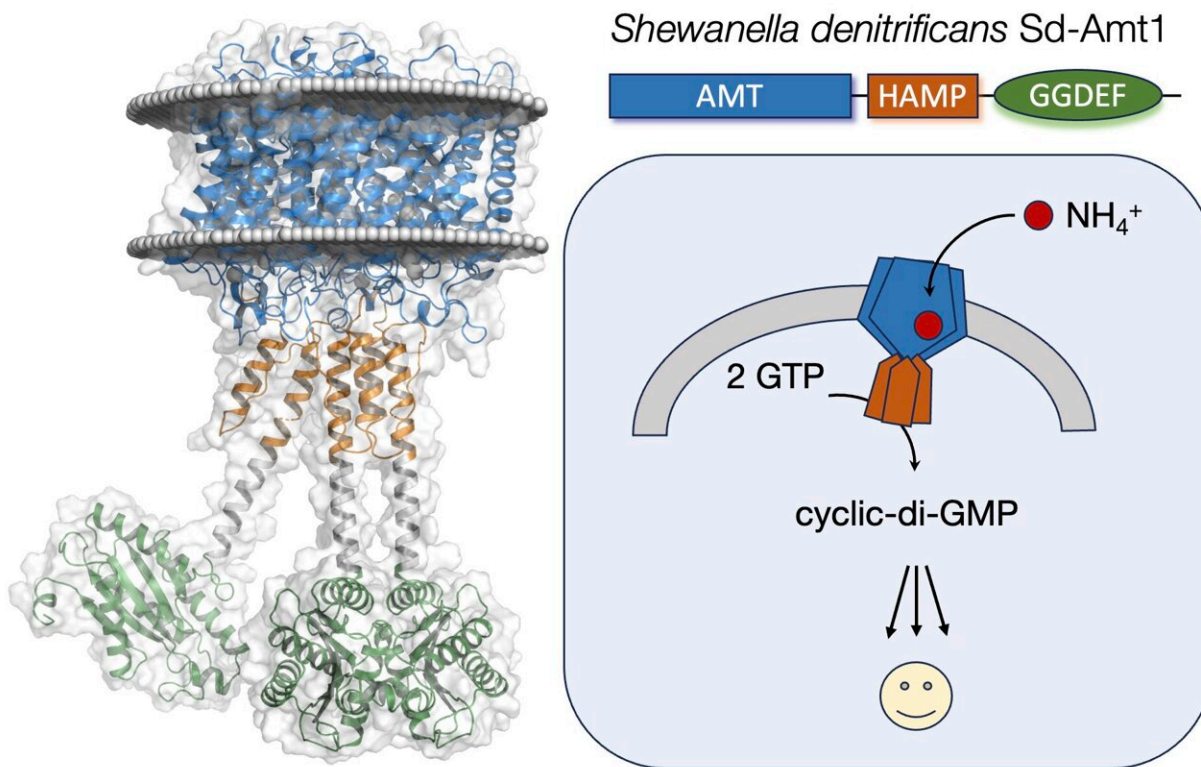 Shewanella denitrificans Sd-Amt1
AMT HAMP GGDEF
NH₄⁺
2 GTP
cyclic-di-GMP